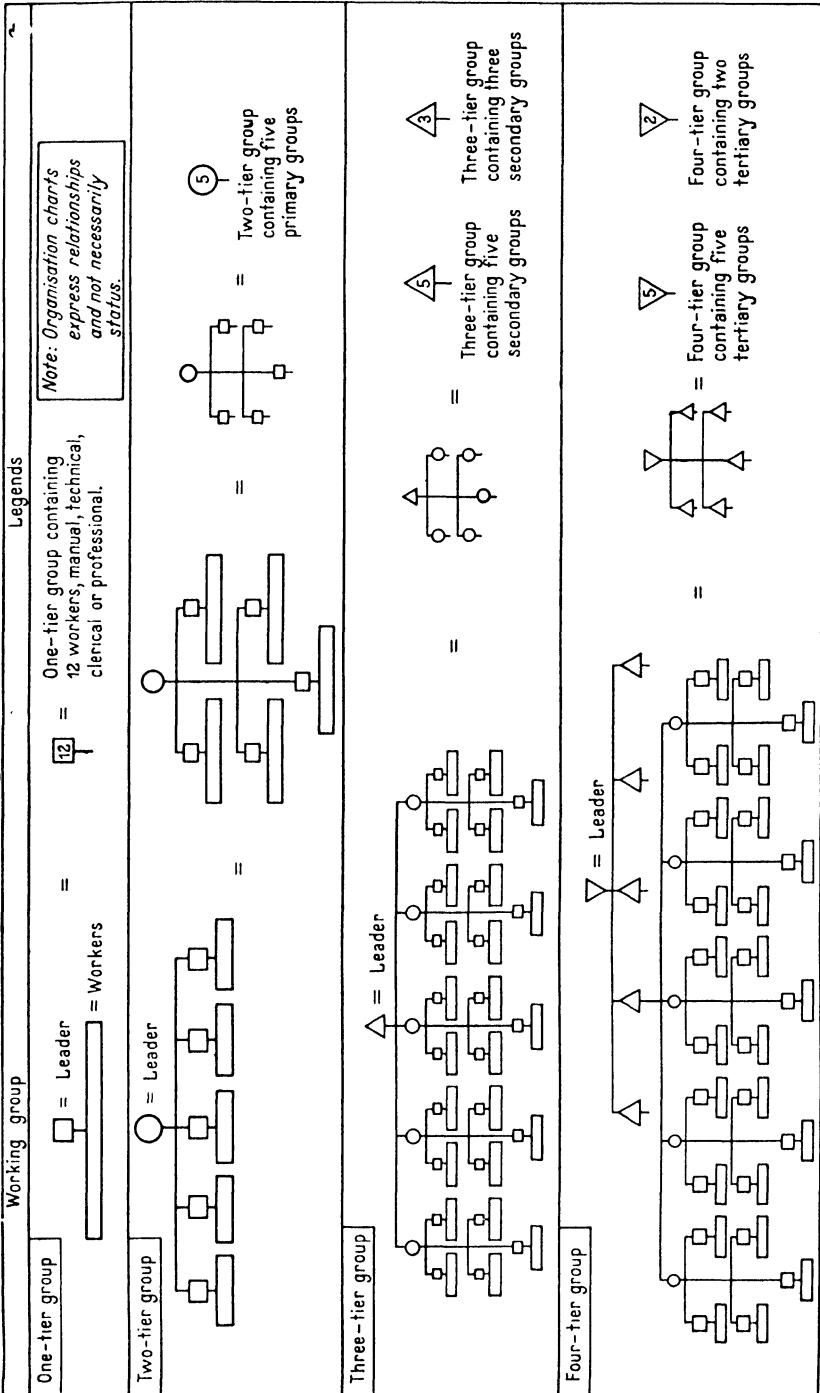 Working group
Legends
One-tier group
= Leader
= Workers
=
12
=
One-tier group containing
12 workers, manual, technical,
clerical or professional.
Note: Organisation charts
express relationships
and not necessarily
status.
Two-tier group
= Leader
=
=
=
5
Two-tier group
containing five
primary groups
Three-tier group
= Leader
=
=
5
Three-tier group
containing five
secondary groups
3
Three-tier group
containing three
secondary groups
Four-tier group
= Leader
=
=
5
Four-tier group
containing five
tertiary groups
2
Four-tier group
containing two
tertiary groups